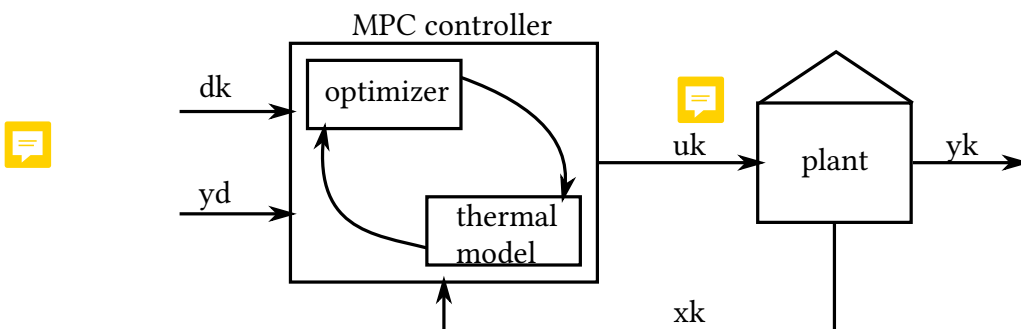 MPC controller
dk
optimizer
uk
plant
yk
yd
thermal
model
xk